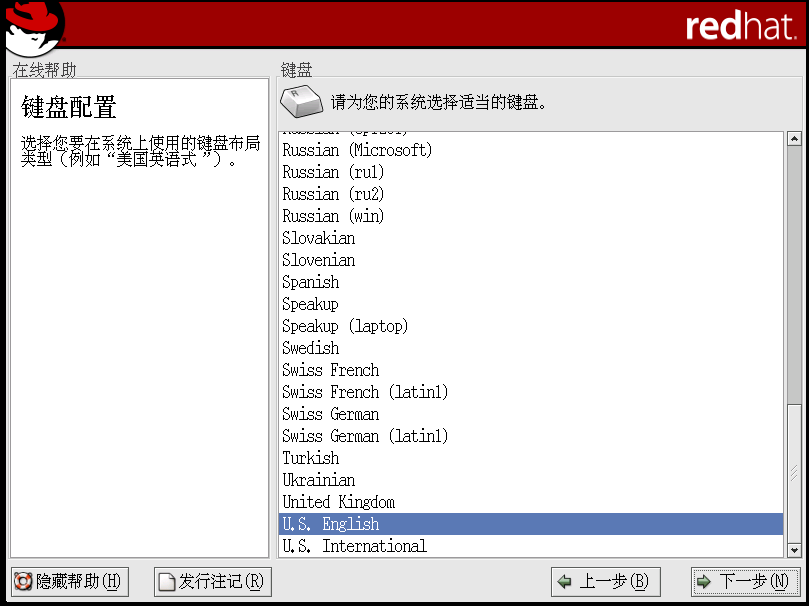 redhat.
在线帮助
键盘配置
选择您要在系统上使用的键盘布局
类型（例如“美国英语式 ”）。
键盘
请为您的系统选择适当的键盘。
Russian (Microsoft)
Russian (ru1)
Russian (ru2)
Russian (win)
Slovakian
Slovenian
Spanish
Speakup
Speakup (laptop)
Swedish
Swiss French
Swiss French (latin1)
Swiss German
Swiss German (latin1)
Turkish
Ukrainian
United Kingdom
U.S. English
U.S. International
隐藏帮助(H)
发行注记(R)
上一步(B)
下一步(N)